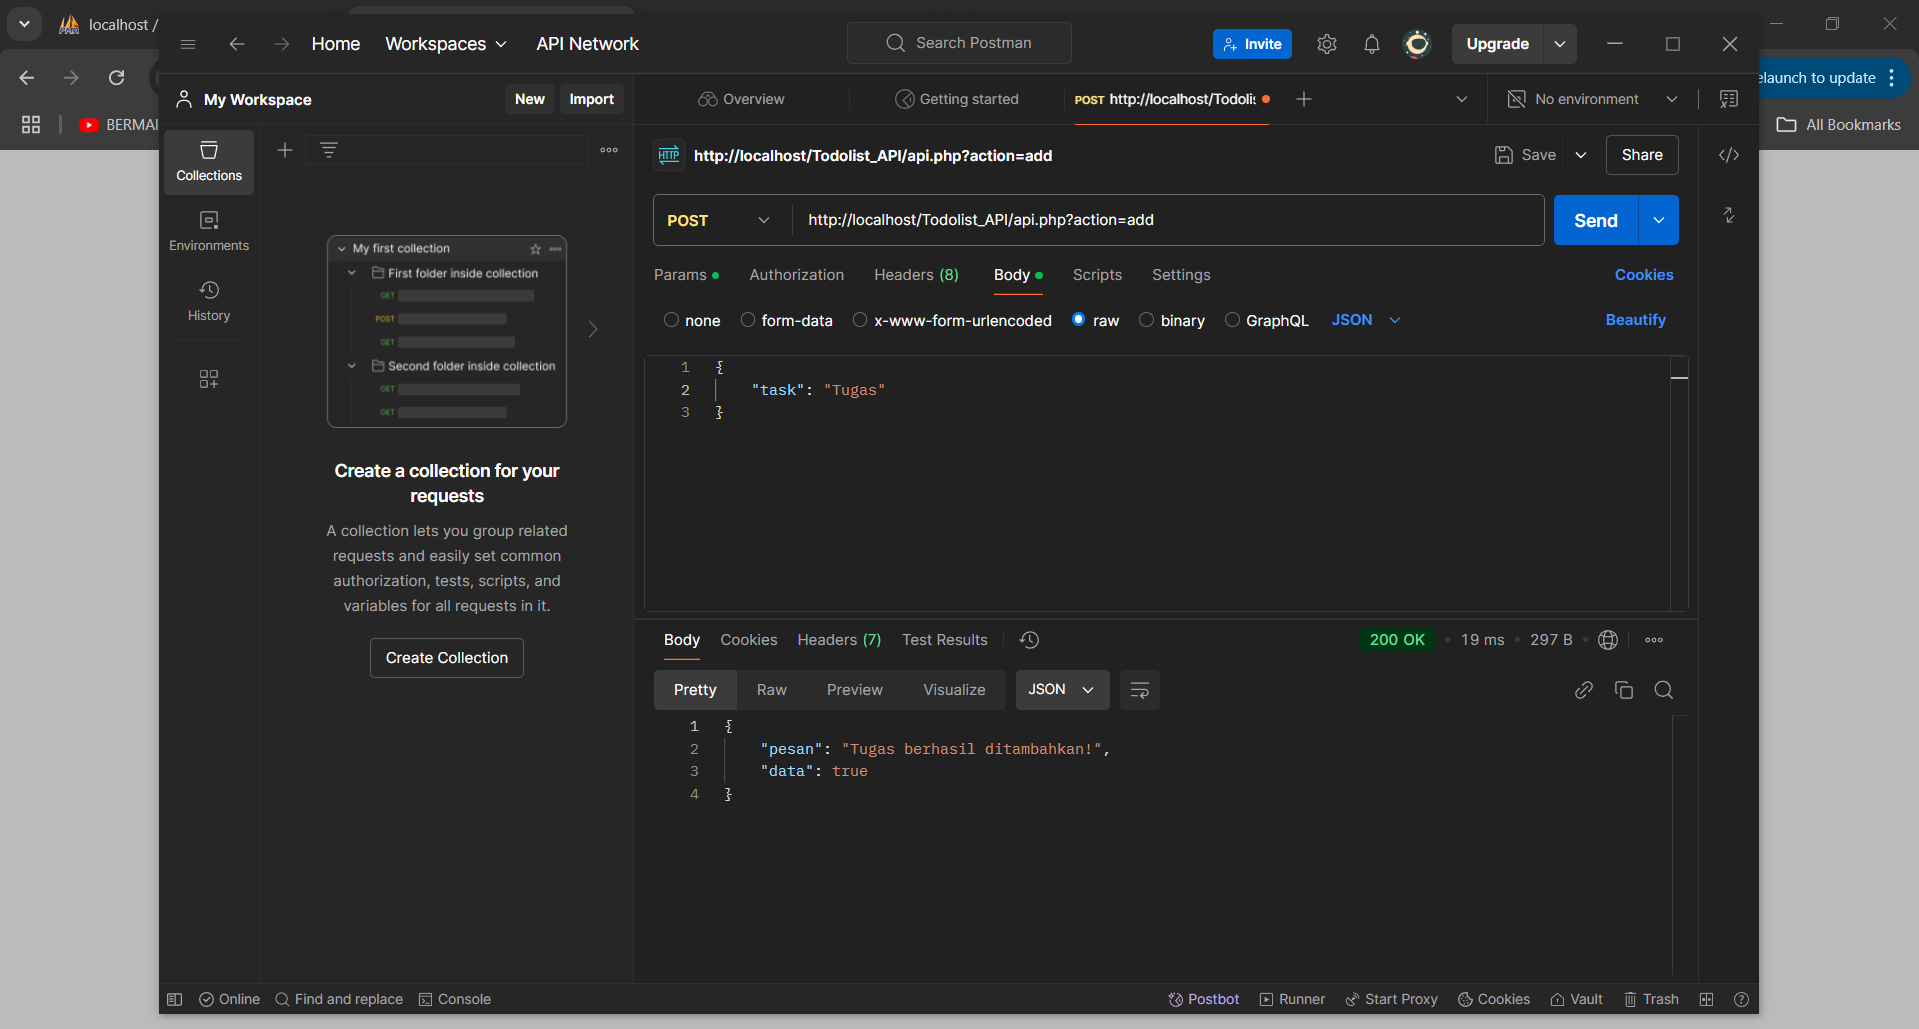 localhost /
Home
Workspaces
API Network
Search Postman
Invite
Upgrade
elaunch to update
My Workspace
New
Import
Overview
Getting started
POST http://localhost/Todolis
No environment
BERMAI
All Bookmarks
Collections
HTTP
http://localhost/Todolist_API/api.php?action=add
Save
Share
Environments
POST
http://localhost/Todolist_API/api.php?action=add
Send
History
Params
Authorization
Headers (8)
Body
Scripts
Settings
Cookies
none
form-data
x-www-form-urlencoded
raw
binary
GraphQL
JSON
Beautify
My first collection
First folder inside collection
GET
POST
GET
Second folder inside collection
GET
GET
Create a collection for your
requests
A collection lets you group related
requests and easily set common
authorization, tests, scripts, and
variables for all requests in it.
Create Collection
1 {
2 "task": "Tugas"
3 }
Body
Cookies
Headers (7)
Test Results
200 OK
19 ms
297 B
Pretty
Raw
Preview
Visualize
JSON
1 {
2 "pesan": "Tugas berhasil ditambahkan!",
3 "data": true
4 }
Online
Find and replace
Console
Postbot
Runner
Start Proxy
Cookies
Vault
Trash